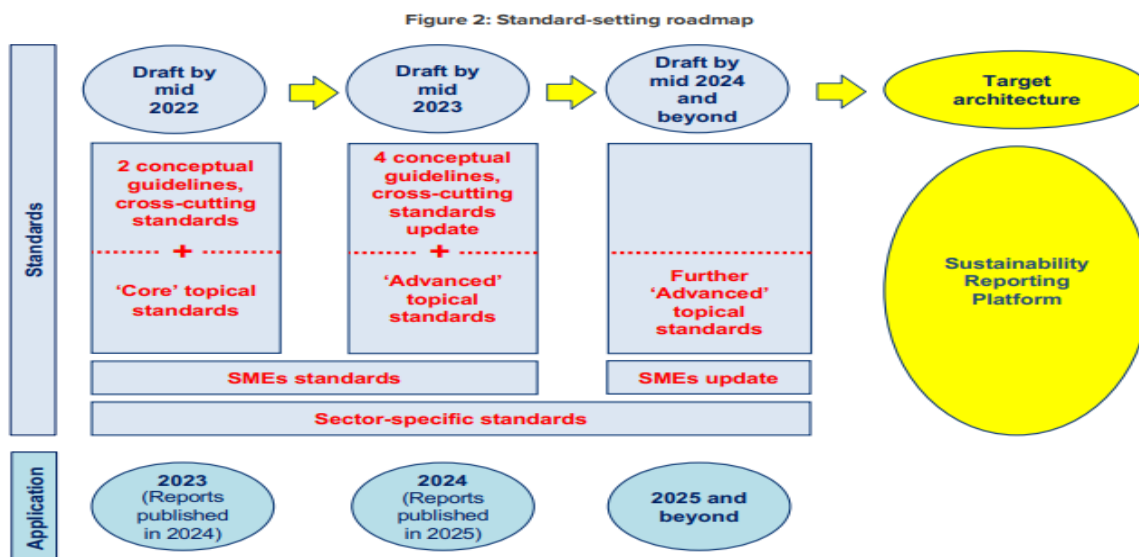 Figure 2: Standard-setting roadmap
Standards
Draft by
mid
2022
Draft by
mid
2023
Draft by
mid 2024
and
beyond
Target
architecture
2 conceptual
guidelines,
cross-cutting
standards
+
‘Core’ topical
standards
4 conceptual
guidelines,
cross-cutting
standards
update
+
‘Advanced’
topical
standards
Further
‘Advanced’
topical
standards
Sustainability
Reporting
Platform
SMEs standards
SMEs update
Sector-specific standards
Application
2023
(Reports
published
in 2024)
2024
(Reports
published
in 2025)
2025 and
beyond